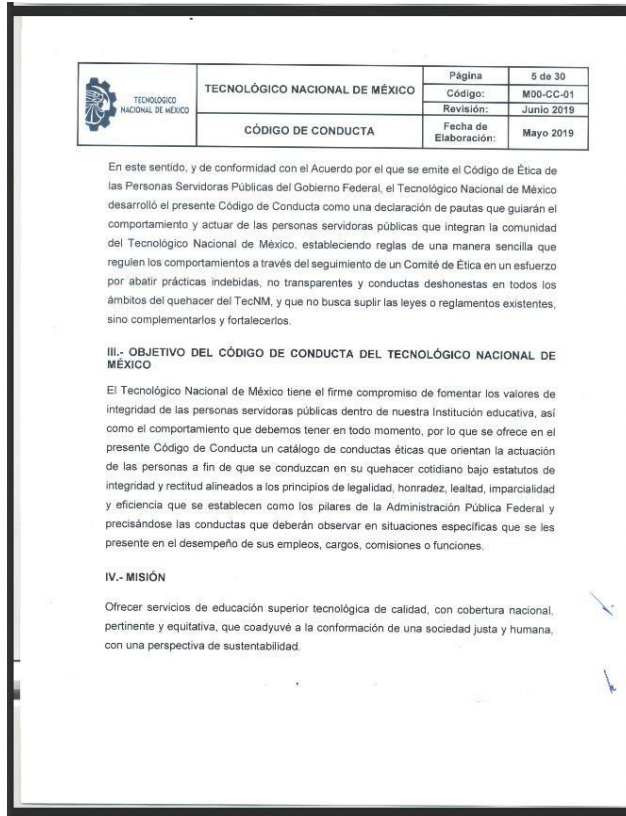 TECNOLÓGICO
NACIONAL DE MÉXICO
TECNOLÓGICO NACIONAL DE MÉXICO
Página
5 de 30
Código:
M00-CC-01
Revisión:
Junio 2019
CÓDIGO DE CONDUCTA
Fecha de
Elaboración:
Mayo 2019
En este sentido, y de conformidad con el Acuerdo por el que se emite el Código de Ética de
las Personas Servidoras Públicas del Gobierno Federal, el Tecnológico Nacional de México
desarrolló el presente Código de Conducta como una declaración de pautas que guiarán el
comportamiento y actuar de las personas servidoras públicas que integran la comunidad
del Tecnológico Nacional de México, estableciendo reglas de una manera sencilla que
regulen los comportamientos a través del seguimiento de un Comité de Ética en un esfuerzo
por abatir prácticas indebidas, no transparentes y conductas deshonestas en todos los
ámbitos del quehacer del TecNM, y que no busca suplir las leyes o reglamentos existentes,
sino complementarlos y fortalecerlos.
III.- OBJETIVO DEL CÓDIGO DE CONDUCTA DEL TECNOLÓGICO NACIONAL DE
MÉXICO
El Tecnológico Nacional de México tiene el firme compromiso de fomentar los valores de
integridad de las personas servidoras públicas dentro de nuestra Institución educativa, así
como el comportamiento que debemos tener en todo momento, por lo que se ofrece en el
presente Código de Conducta un catálogo de conductas éticas que orientan la actuación
de las personas a fin de que se conduzcan en su quehacer cotidiano bajo estatutos de
integridad y rectitud alineados a los principios de legalidad, honradez, lealtad, imparcialidad
y eficiencia que se establecen como los pilares de la Administración Pública Federal y
precisándose las conductas que deberán observar en situaciones específicas que se les
presente en el desempeño de sus empleos, cargos, comisiones o funciones.
IV.- MISIÓN
Ofrecer servicios de educación superior tecnológica de calidad, con cobertura nacional,
pertinente y equitativa, que coadyuvé a la conformación de una sociedad justa y humana,
con una perspectiva de sustentabilidad.